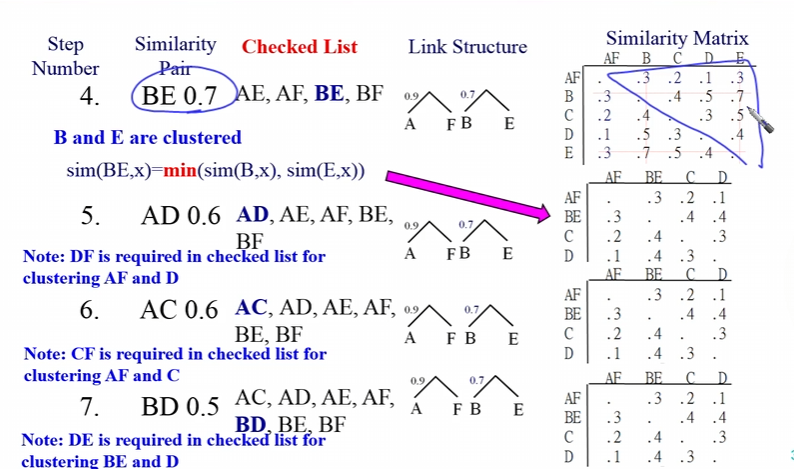 Step Number
Similarity Pair
Checked List
Link Structure
Similarity Matrix
4. BE 0.7 AE, AF, BE, BF
0.9 0.7
A F B E
B and E are clustered
sim(BE,x)=min(sim(B,x), sim(E,x))
AF B C D E
AF . .3 .2 .1 .3
B .3 . .4 .5 .7
C .2 .4 . .3 .5
D .1 .5 .3 . .4
E .3 .7 .5 .4 .
5. AD 0.6 AD, AE, AF, BE,
BF
0.9 0.7
A F B E
Note: DF is required in checked list for
clustering AF and D
AF BE C D
AF . .3 .2 .1
BE .3 . .4 .4
C .2 .4 . .3
D .1 .4 .3 .
6. AC 0.6 AC, AD, AE, AF,
BE, BF
0.9 0.7
A F B E
Note: CF is required in checked list for
clustering AF and C
AF BE C D
AF . .3 .2 .1
BE .3 . .4 .4
C .2 .4 . .3
D .1 .4 .3 .
7. BD 0.5 AC, AD, AE, AF,
BD, BE, BF
0.9 0.7
A F B E
Note: DE is required in checked list for
clustering BE and D
AF BE C D
AF . .3 .2 .1
BE .3 . .4 .4
C .2 .4 . .3
D .1 .4 .3 .